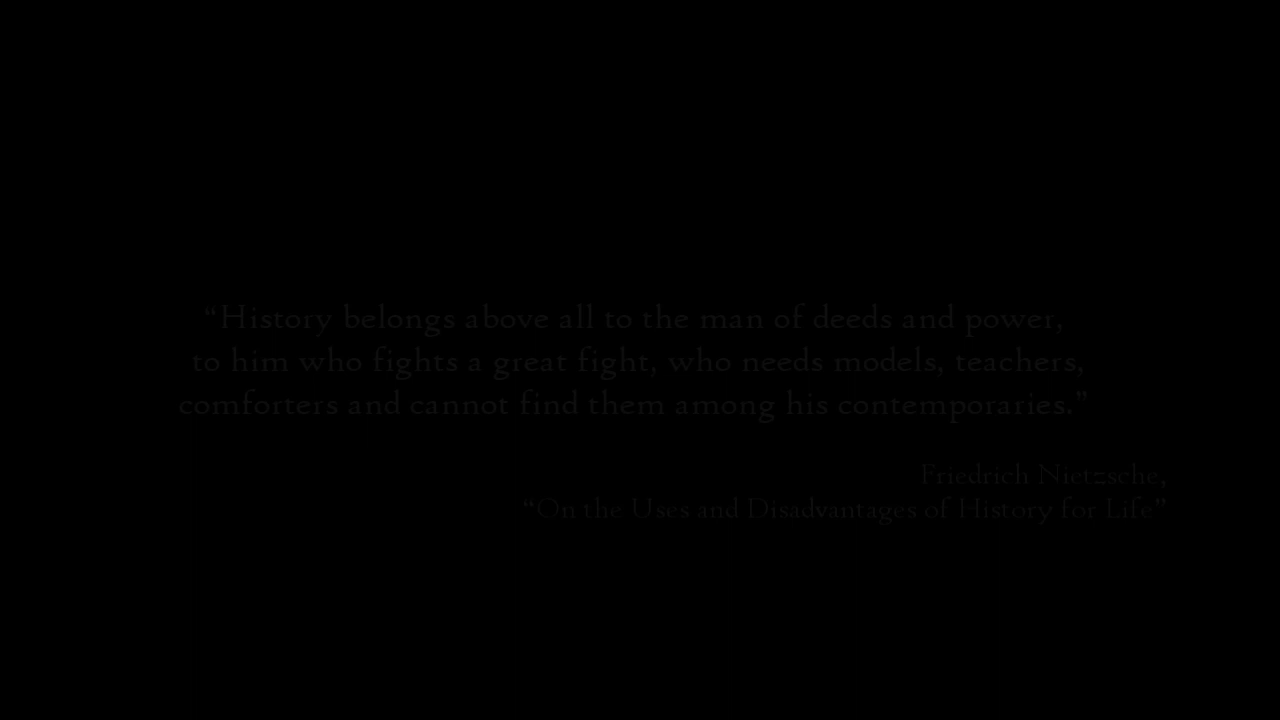 “History belongs above all to the man of deeds and power,
to him who fights a great fight, who needs models, teachers,
comforters and cannot find them among his contemporaries.”
Friedrich Nietzsche,
“On the Uses and Disadvantages of History for Life”